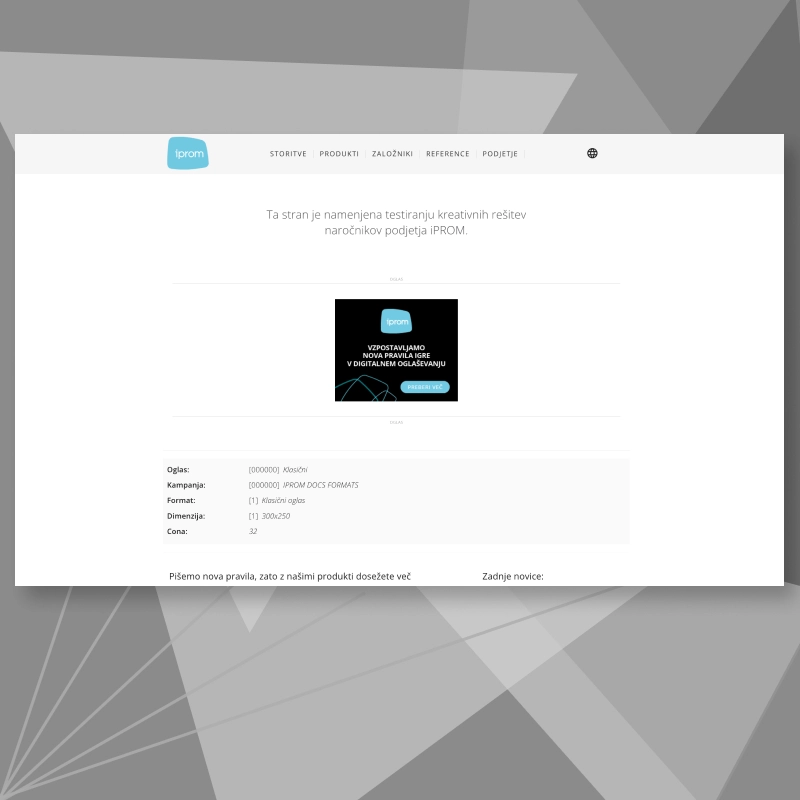 iprom
STORITVE
PRODUKTI
ZALOŽNIKI
REFERENCE
PODJETJE
Ta stran je namenjena testiranju kreativnih rešitev
naročnikov podjetja iPROM.
iprom
VZPOSTAVLJAMO
NOVA PRAVILA IGRE
V DIGITALNEM OGLAŠEVANJU
PREBERI VEČ
Oglas: [000000] Klasični
Kampanja: [000000] IPROM DOCS FORMATS
Format: [1] Klasični oglas
Dimenzija: [1] 300x250
Cona: 32
Pišemo nova pravila, zato z našimi produkti dosežete več
Zadnje novice: